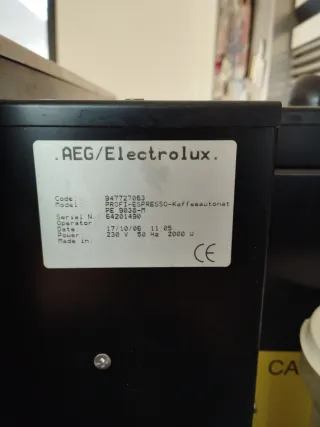 .AEG/Electrolux.
Code: 947727063
Model: PROFI-ESPRESSO-Kaffeeautomat
PE 9038-M
Serial N. 64201490
Operator
Date: 17/10/06 11:05
Power 230 V 50 Hz 2000 W
Made in:
CE
CA